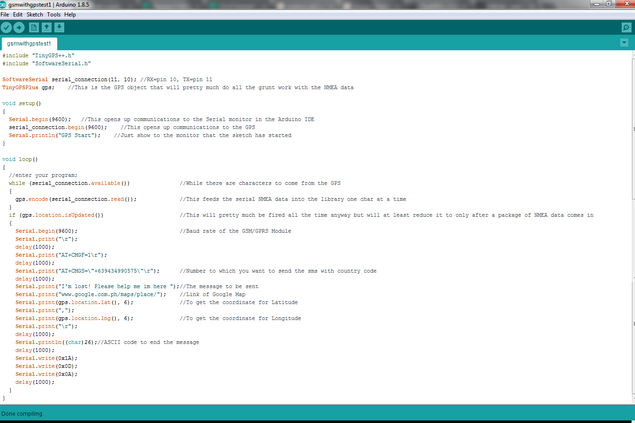 gsmwithgpstest1 | Arduino 1.8.5
File Edit Sketch Tools Help
gsmwithgpstest1
#include "TinyGPS++.h"
#include "SoftwareSerial.h"
SoftwareSerial serial_connection(11, 10); //RX=pin 10, TX=pin 11
TinyGPSPlus gps; //This is the GPS object that will pretty much do all the grunt work with the NMEA data
void setup()
{
Serial.begin(9600); //This opens up communications to the Serial monitor in the Arduino IDE
serial_connection.begin(9600); //This opens up communications to the GPS
Serial.println("GPS Start"); //Just show to the monitor that the sketch has started
}
void loop()
{
//enter your program;
while (serial_connection.available()) //While there are characters to come from the GPS
{
gps.encode(serial_connection.read()); //This feeds the serial NMEA data into the library one char at a time
}
if (gps.location.isUpdated()) //This will pretty much be fired all the time anyway but will at least reduce it to only after a package of NMEA data comes in
{
Serial.begin(9600); //Baud rate of the GSM/GPRS Module
Serial.print("\r");
delay(1000);
Serial.print("AT+CMGF=1\r");
delay(1000);
Serial.print("AT+CMGS=\"+639434990575\"\r"); //Number to which you want to send the sms with country code
delay(1000);
Serial.print("I'm lost! Please help me im here ");//The message to be sent
Serial.print("www.google.com.ph/maps/place/"); //Link of Google Map
Serial.print(gps.location.lat(), 6); //To get the coordinate for Latitude
Serial.print(",");
Serial.print(gps.location.lng(), 6); //To get the coordinate for Longitude
Serial.print("\r");
delay(1000);
Serial.println((char)26);//ASCII code to end the message
delay(1000);
Serial.write(0x1A);
Serial.write(0x0D);
Serial.write(0x0A);
delay(1000);
}
}
Done compiling